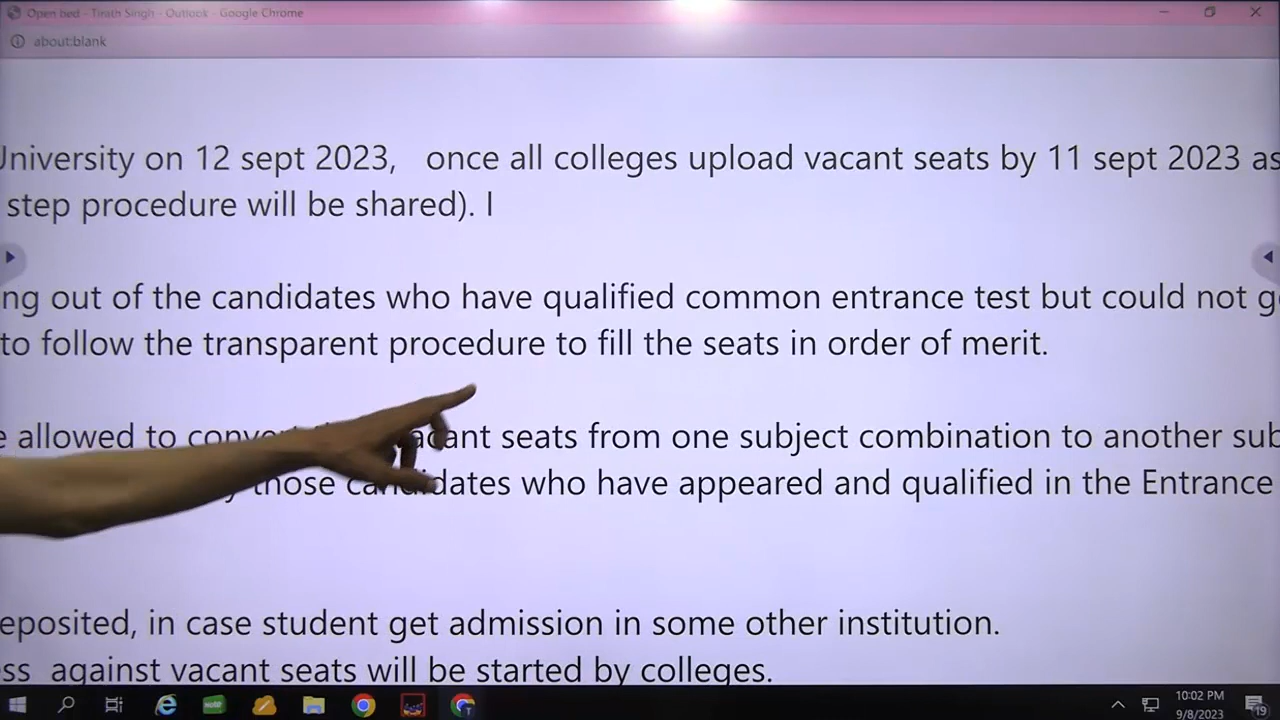 Open bed - Tirath Singh - Outlook - Google Chrome
about:blank
University on 12 sept 2023, once all colleges upload vacant seats by 11 sept 2023 as
step procedure will be shared). I
ng out of the candidates who have qualified common entrance test but could not g
to follow the transparent procedure to fill the seats in order of merit.
e allowed to convert vacant seats from one subject combination to another sub
those candidates who have appeared and qualified in the Entrance
eposited, in case student get admission in some other institution.
ss against vacant seats will be started by colleges.
10:02 PM
9/8/2023
19